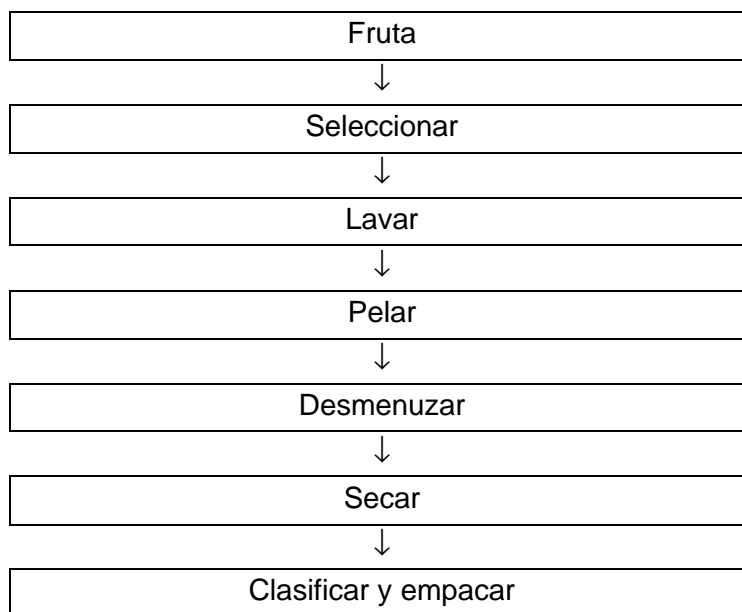 Fruta
↓
Seleccionar
↓
Lavar
↓
Pelar
↓
Desmenuzar
↓
Secar
↓
Clasificar y empacar